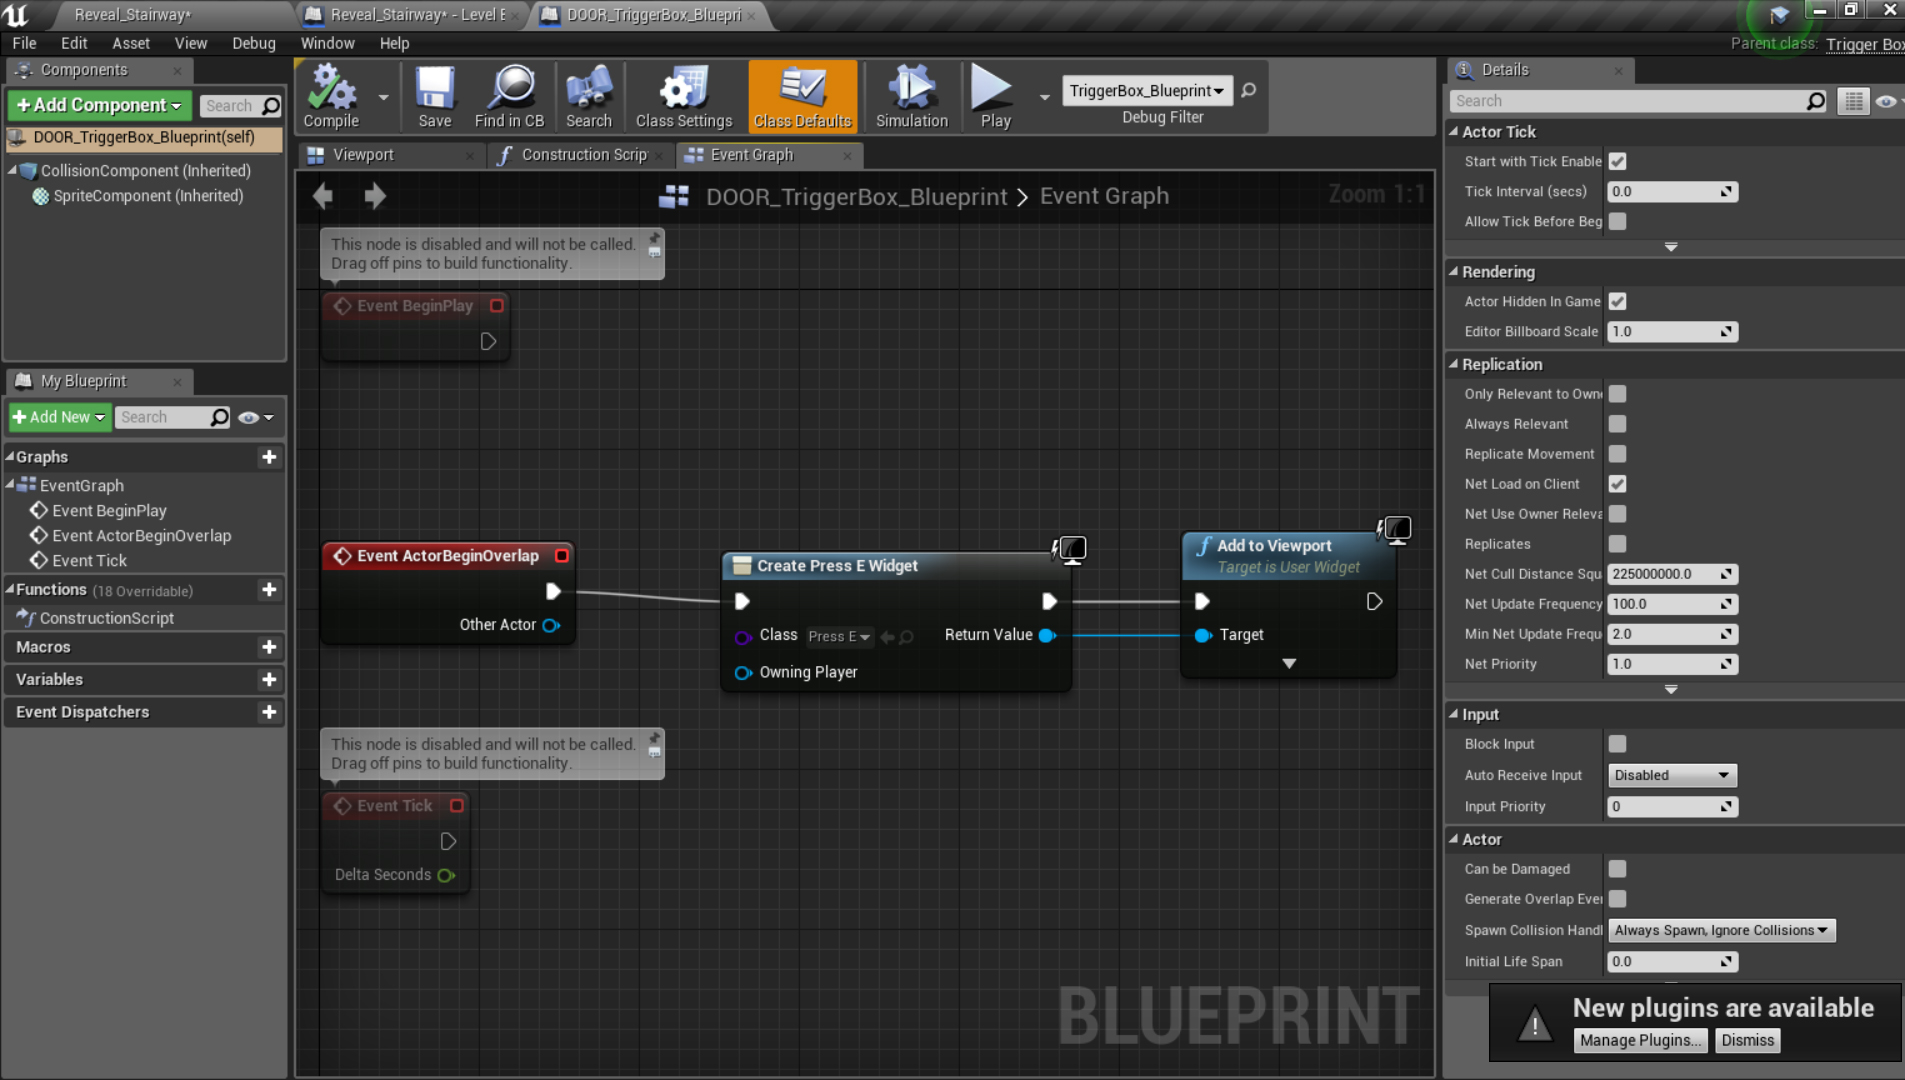 Reveal_Stairway*
Reveal_Stairway* - Level E
DOOR_TriggerBox_Bluepri
File Edit Asset View Debug Window Help
Parent class: Trigger Box
Components
+Add Component
Search
DOOR_TriggerBox_Blueprint(self)
CollisionComponent (Inherited)
SpriteComponent (Inherited)
My Blueprint
+Add New
Search
Graphs
EventGraph
Event BeginPlay
Event ActorBeginOverlap
Event Tick
Functions (18 Overridable)
ConstructionScript
Macros
Variables
Event Dispatchers
Compile
Save
Find in CB
Search
Class Settings
Class Defaults
Simulation
Play
TriggerBox_Blueprint
Debug Filter
Viewport
Construction Scrip
Event Graph
DOOR_TriggerBox_Blueprint > Event Graph
Zoom 1:1
This node is disabled and will not be called.
Drag off pins to build functionality.
Event BeginPlay
Event ActorBeginOverlap
Other Actor
Create Press E Widget
Class Press E
Return Value
Owning Player
Add to Viewport
Target is User Widget
Target
This node is disabled and will not be called.
Drag off pins to build functionality.
Event Tick
Delta Seconds
BLUEPRINT
Details
Search
Actor Tick
Start with Tick Enable
Tick Interval (secs) 0.0
Allow Tick Before Beg
Rendering
Actor Hidden In Game
Editor Billboard Scale 1.0
Replication
Only Relevant to Owne
Always Relevant
Replicate Movement
Net Load on Client
Net Use Owner Releva
Replicates
Net Cull Distance Squ 225000000.0
Net Update Frequency 100.0
Min Net Update Frequ 2.0
Net Priority 1.0
Input
Block Input
Auto Receive Input Disabled
Input Priority 0
Actor
Can be Damaged
Generate Overlap Ever
Spawn Collision Handl Always Spawn, Ignore Collisions
Initial Life Span 0.0
New plugins are available
Manage Plugins...
Dismiss